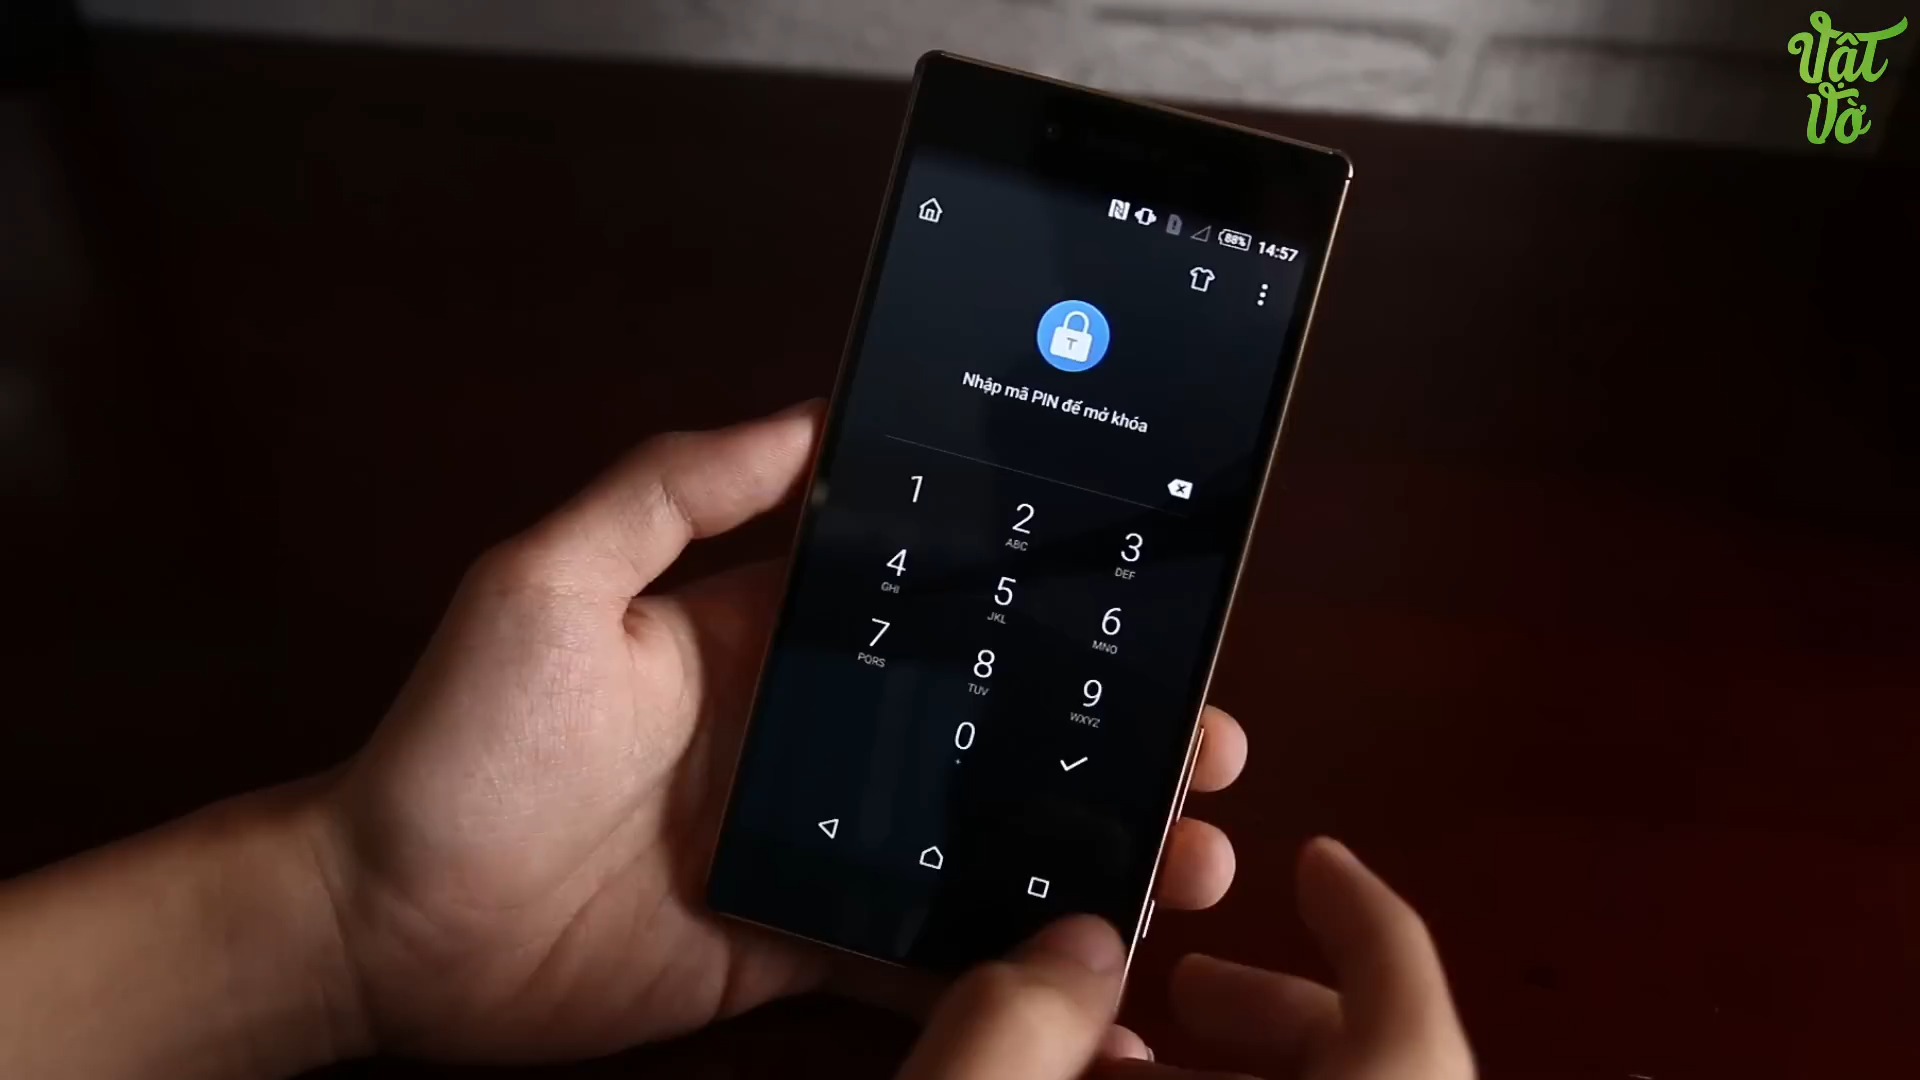 Vật
Vờ
88% 14:57
T
Nhập mã PIN để mở khóa
1
2
ABC
3
DEF
4
GHI
5
JKL
6
MNO
7
PQRS
8
TUV
9
WXYZ
0
+